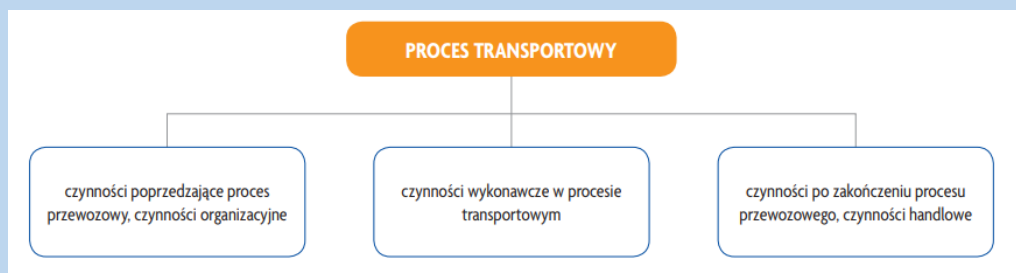 PROCES TRANSPORTOWY
czynności poprzedzające proces
przewozowy, czynności organizacyjne
czynności wykonawcze w procesie
transportowym
czynności po zakończeniu procesu
przewozowego, czynności handlowe